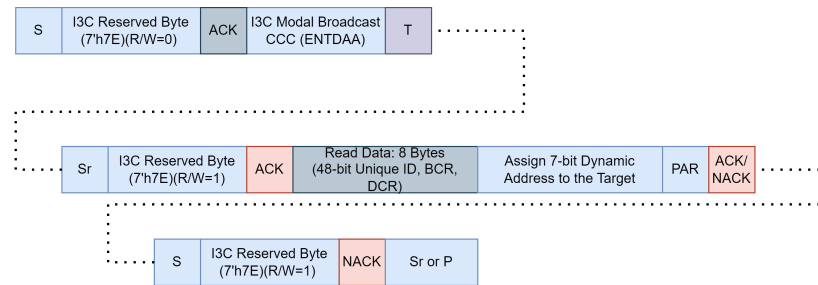 S
I3C Reserved Byte
(7'h7E)(R/W=0)
ACK
I3C Modal Broadcast
CCC (ENTDAA)
T
Sr
I3C Reserved Byte
(7'h7E)(R/W=1)
ACK
Read Data: 8 Bytes
(48-bit Unique ID, BCR,
DCR)
Assign 7-bit Dynamic
Address to the Target
PAR
ACK/
NACK
S
I3C Reserved Byte
(7'h7E)(R/W=1)
NACK
Sr or P